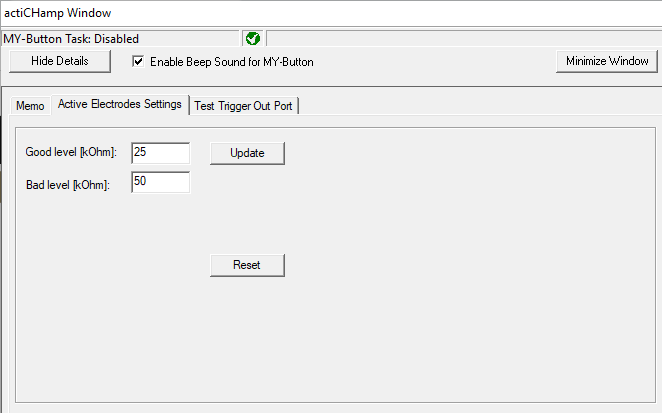 actiCHamp Window
MY-Button Task: Disabled
Hide Details
Enable Beep Sound for MY-Button
Minimize Window
Memo
Active Electrodes Settings
Test Trigger Out Port
Good level [kOhm]:
25
Update
Bad level [kOhm]:
50
Reset